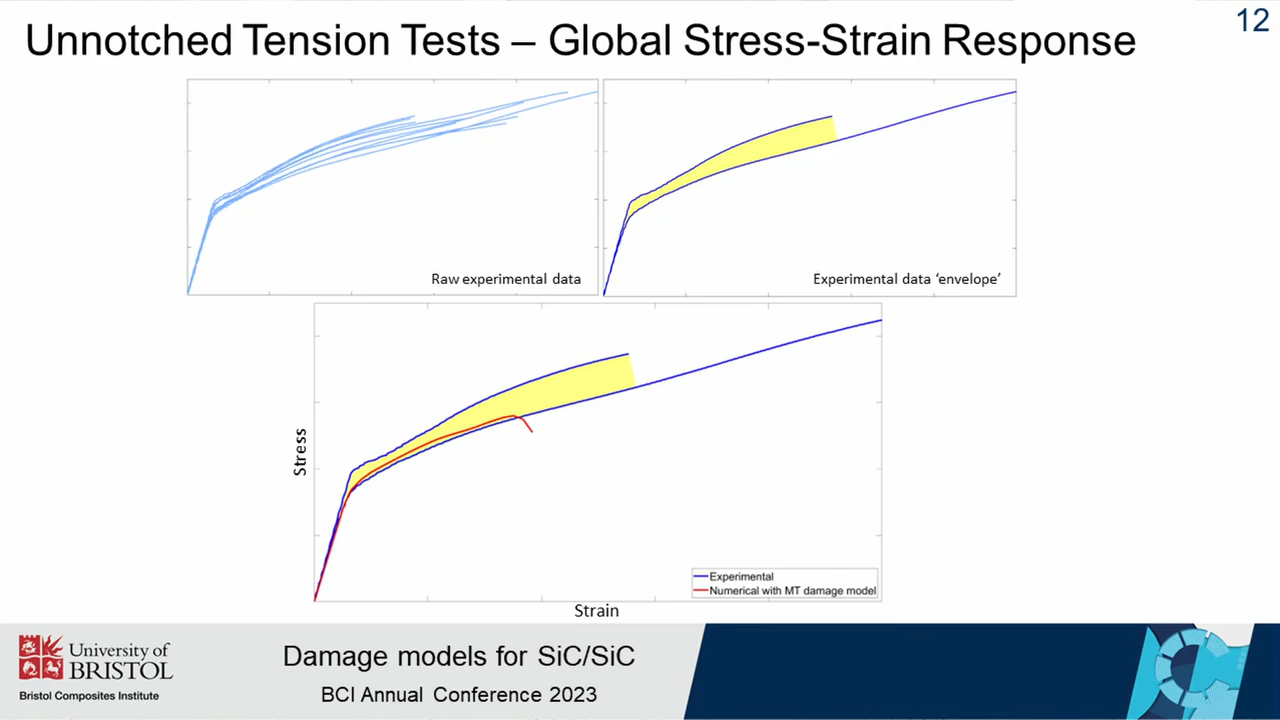 12
Unnotched Tension Tests – Global Stress-Strain Response
Raw experimental data
Experimental data ‘envelope’
Stress
Experimental
Numerical with MT damage model
Strain
University of
BRISTOL
Bristol Composites Institute
Damage models for SiC/SiC
BCI Annual Conference 2023